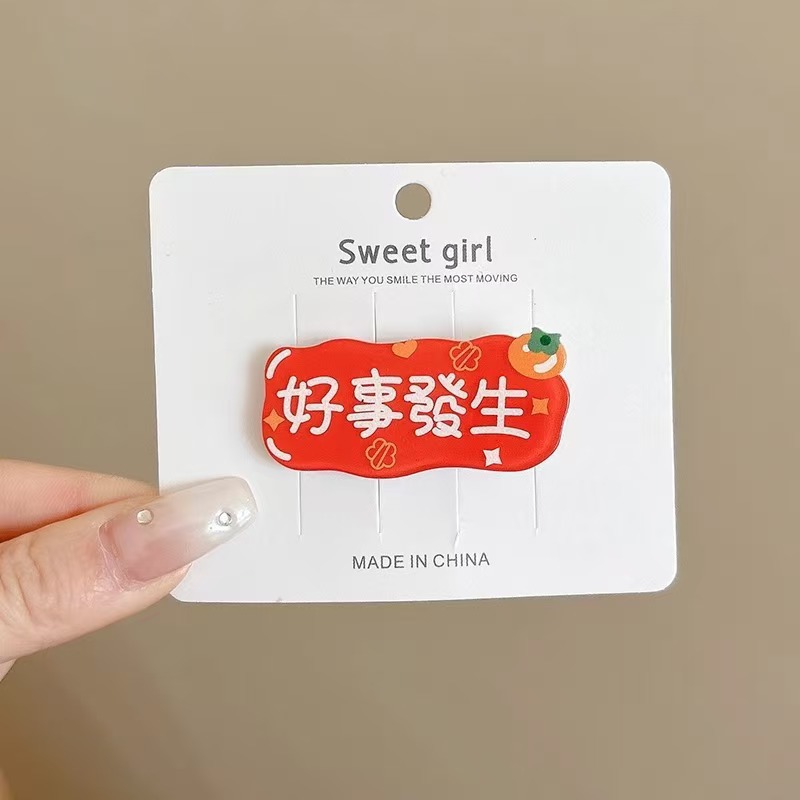 Sweet girl
THE WAY YOU SMILE THE MOST MOVING
好事發生
MADE IN CHINA